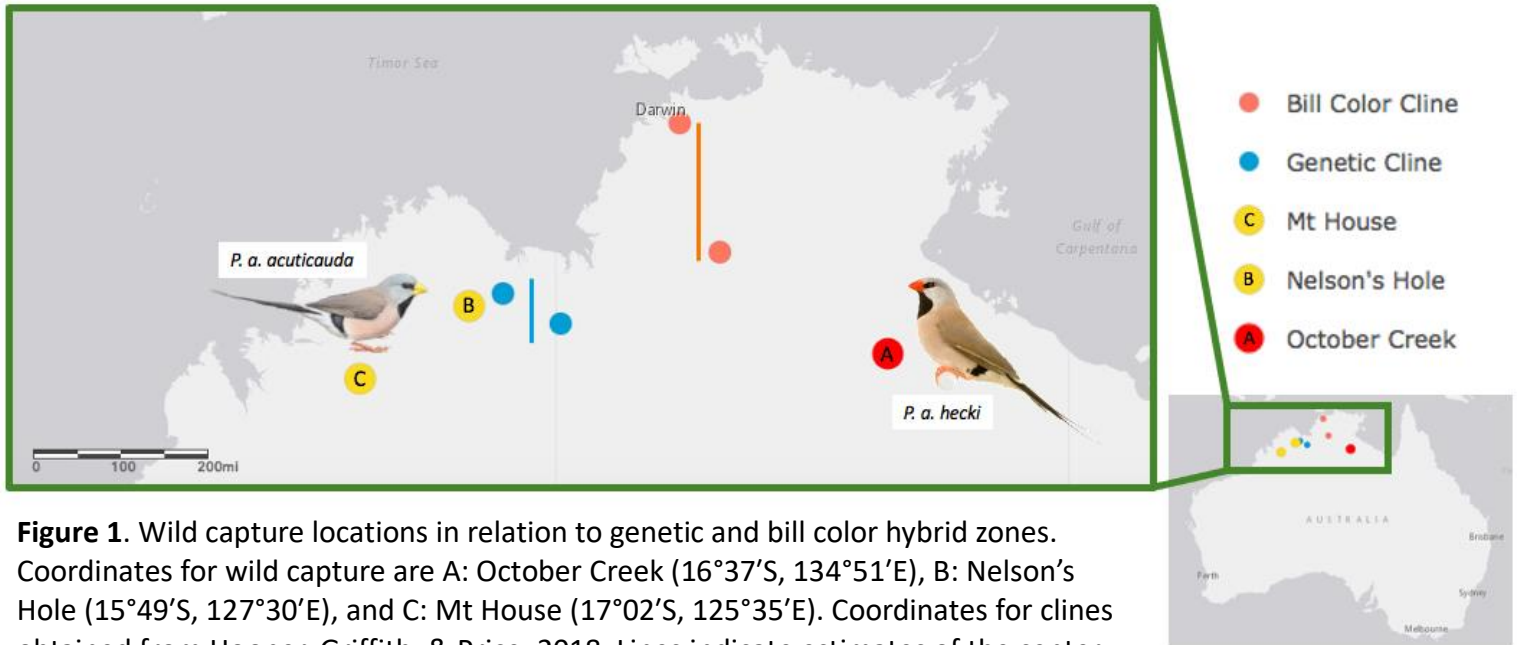 Timor Sea
Darwin
Gulf of
Carpentaria
P. a. acuticauda
B
C
A
P. a. hecki
0 100 200mi
Bill Color Cline
Genetic Cline
C Mt House
B Nelson's Hole
A October Creek
AUSTRALIA
Brisbane
Perth
Sydney
Melbourne
Figure 1. Wild capture locations in relation to genetic and bill color hybrid zones.
Coordinates for wild capture are A: October Creek (16°37′S, 134°51′E), B: Nelson’s
Hole (15°49′S, 127°30′E), and C: Mt House (17°02′S, 125°35′E). Coordinates for clines